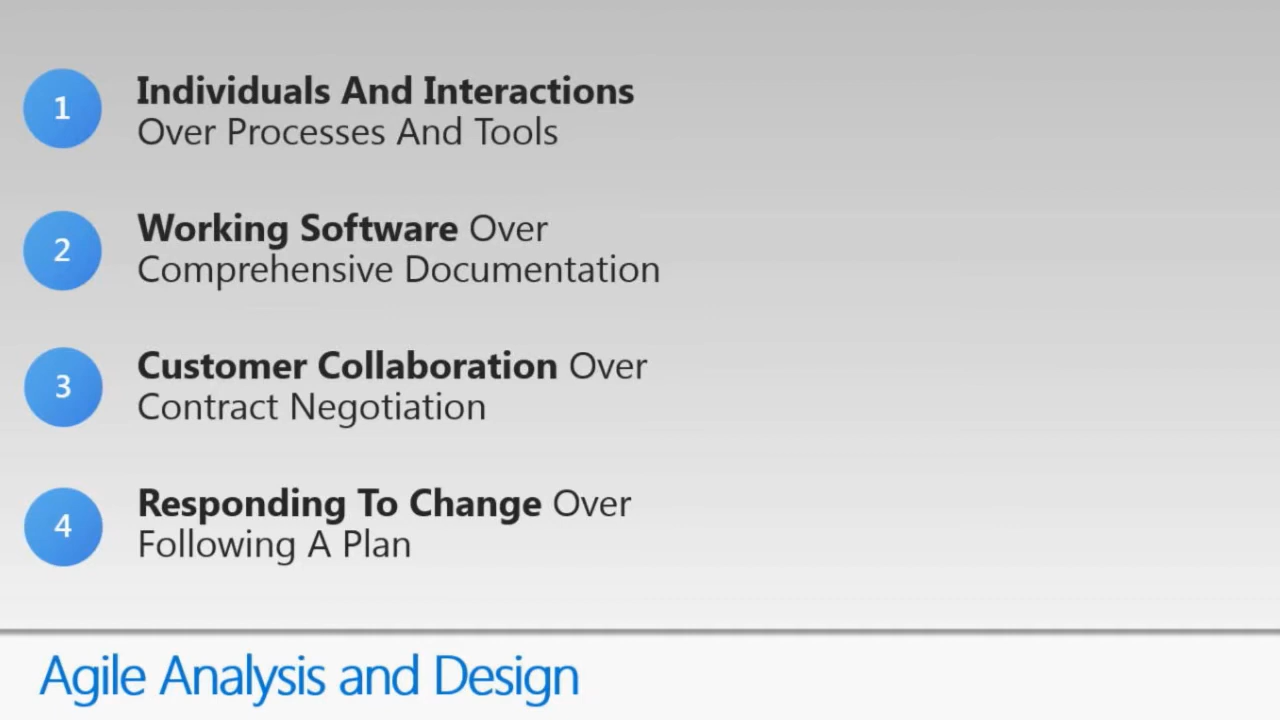 1
Individuals And Interactions
Over Processes And Tools
2
Working Software Over
Comprehensive Documentation
3
Customer Collaboration Over
Contract Negotiation
4
Responding To Change Over
Following A Plan
Agile Analysis and Design